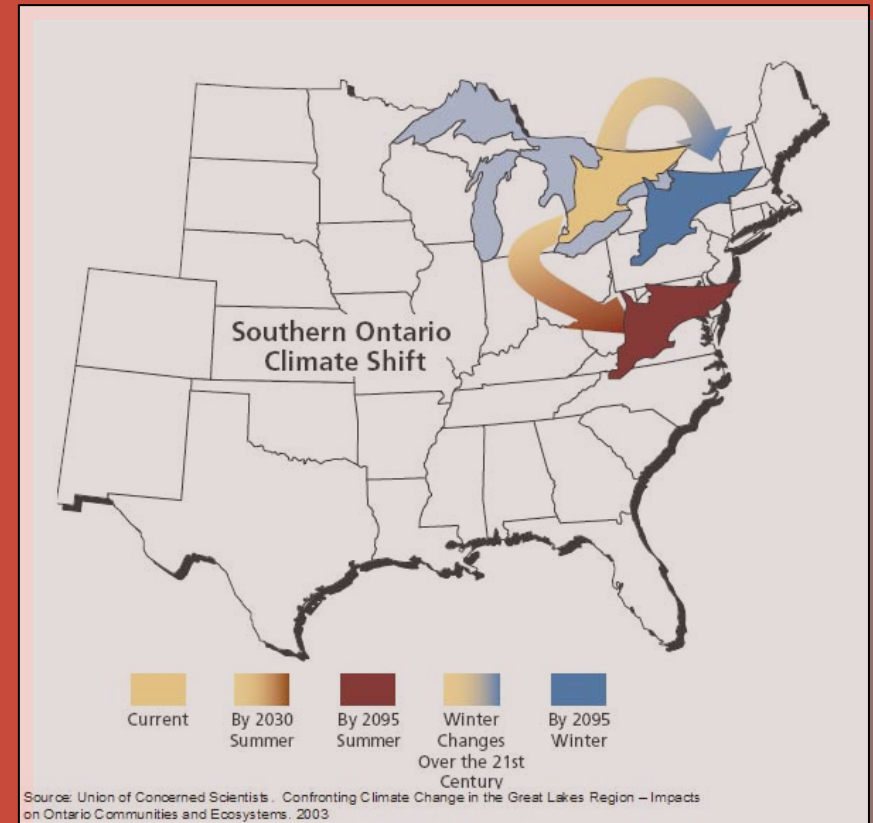 Southern Ontario
Climate Shift
Current
By 2030
Summer
By 2095
Summer
Winter
Changes
Over the 21st
Century
By 2095
Winter
Source: Union of Concerned Scientists. Confronting Climate Change in the Great Lakes Region – Impacts
on Ontario Communities and Ecosystems. 2003